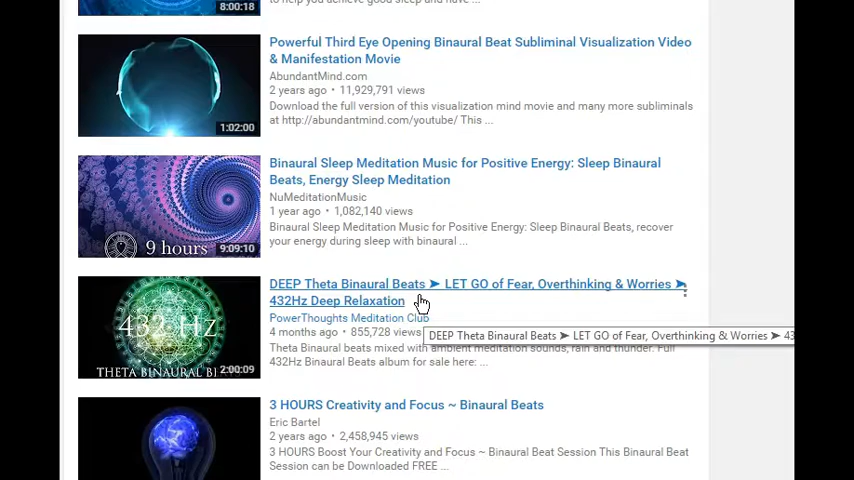 to help you achieve good sleep and have ...
8:00:18
Powerful Third Eye Opening Binaural Beat Subliminal Visualization Video
& Manifestation Movie
AbundantMind.com
2 years ago • 11,929,791 views
Download the full version of this visualization mind movie and many more subliminals
at http://abundantmind.com/youtube/ This ...
1:02:00
Binaural Sleep Meditation Music for Positive Energy: Sleep Binaural
Beats, Energy Sleep Meditation
NuMeditationMusic
1 year ago • 1,082,140 views
Binaural Sleep Meditation Music for Positive Energy: Sleep Binaural Beats, recover
your energy during sleep with binaural ...
9 hours
9:09:10
DEEP Theta Binaural Beats ➤ LET GO of Fear, Overthinking & Worries ➤
432Hz Deep Relaxation
PowerThoughts Meditation Club
4 months ago • 855,728 views
DEEP Theta Binaural Beats ➤ LET GO of Fear, Overthinking & Worries ➤ 43
Theta Binaural beats mixed with ambient meditation sounds, rain and thunder. Full
432Hz Binaural Beats album for sale here: ...
432 Hz
THETA BINAURAL
2:00:09
3 HOURS Creativity and Focus ~ Binaural Beats
Eric Bartel
2 years ago • 2,458,945 views
3 HOURS Boost Your Creativity and Focus ~ Binaural Beat Session This Binaural Beat
Session can be Downloaded FREE ...